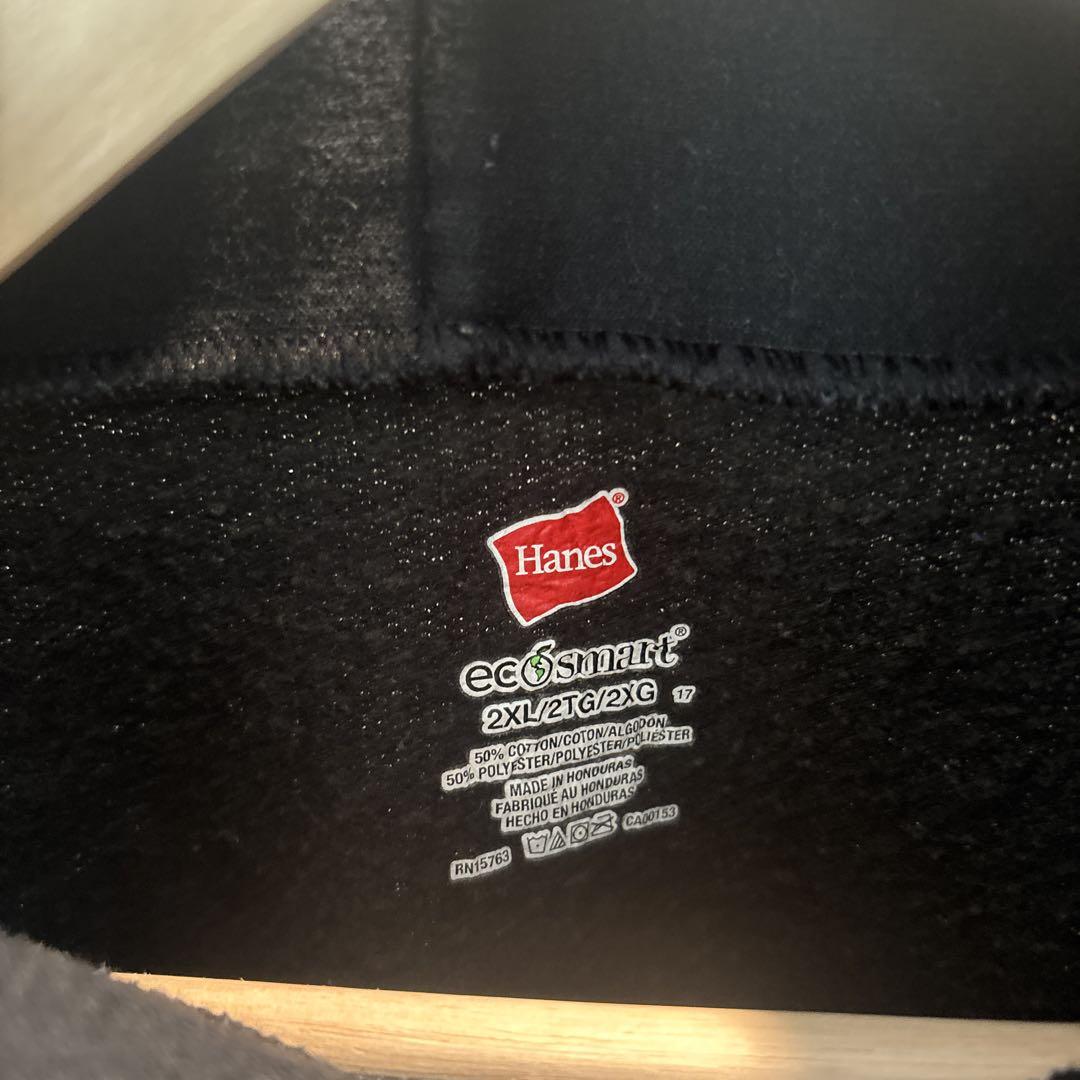 Hanes®
ecosmart®
2XL/2TG/2XG 17
50% COTTON/COTON/ALGODON
50% POLYESTER/POLYESTER/POLIÉSTER
MADE IN HONDURAS
FABRIQUÉ AU HONDURAS
HECHO EN HONDURAS
RN15763 CA00153